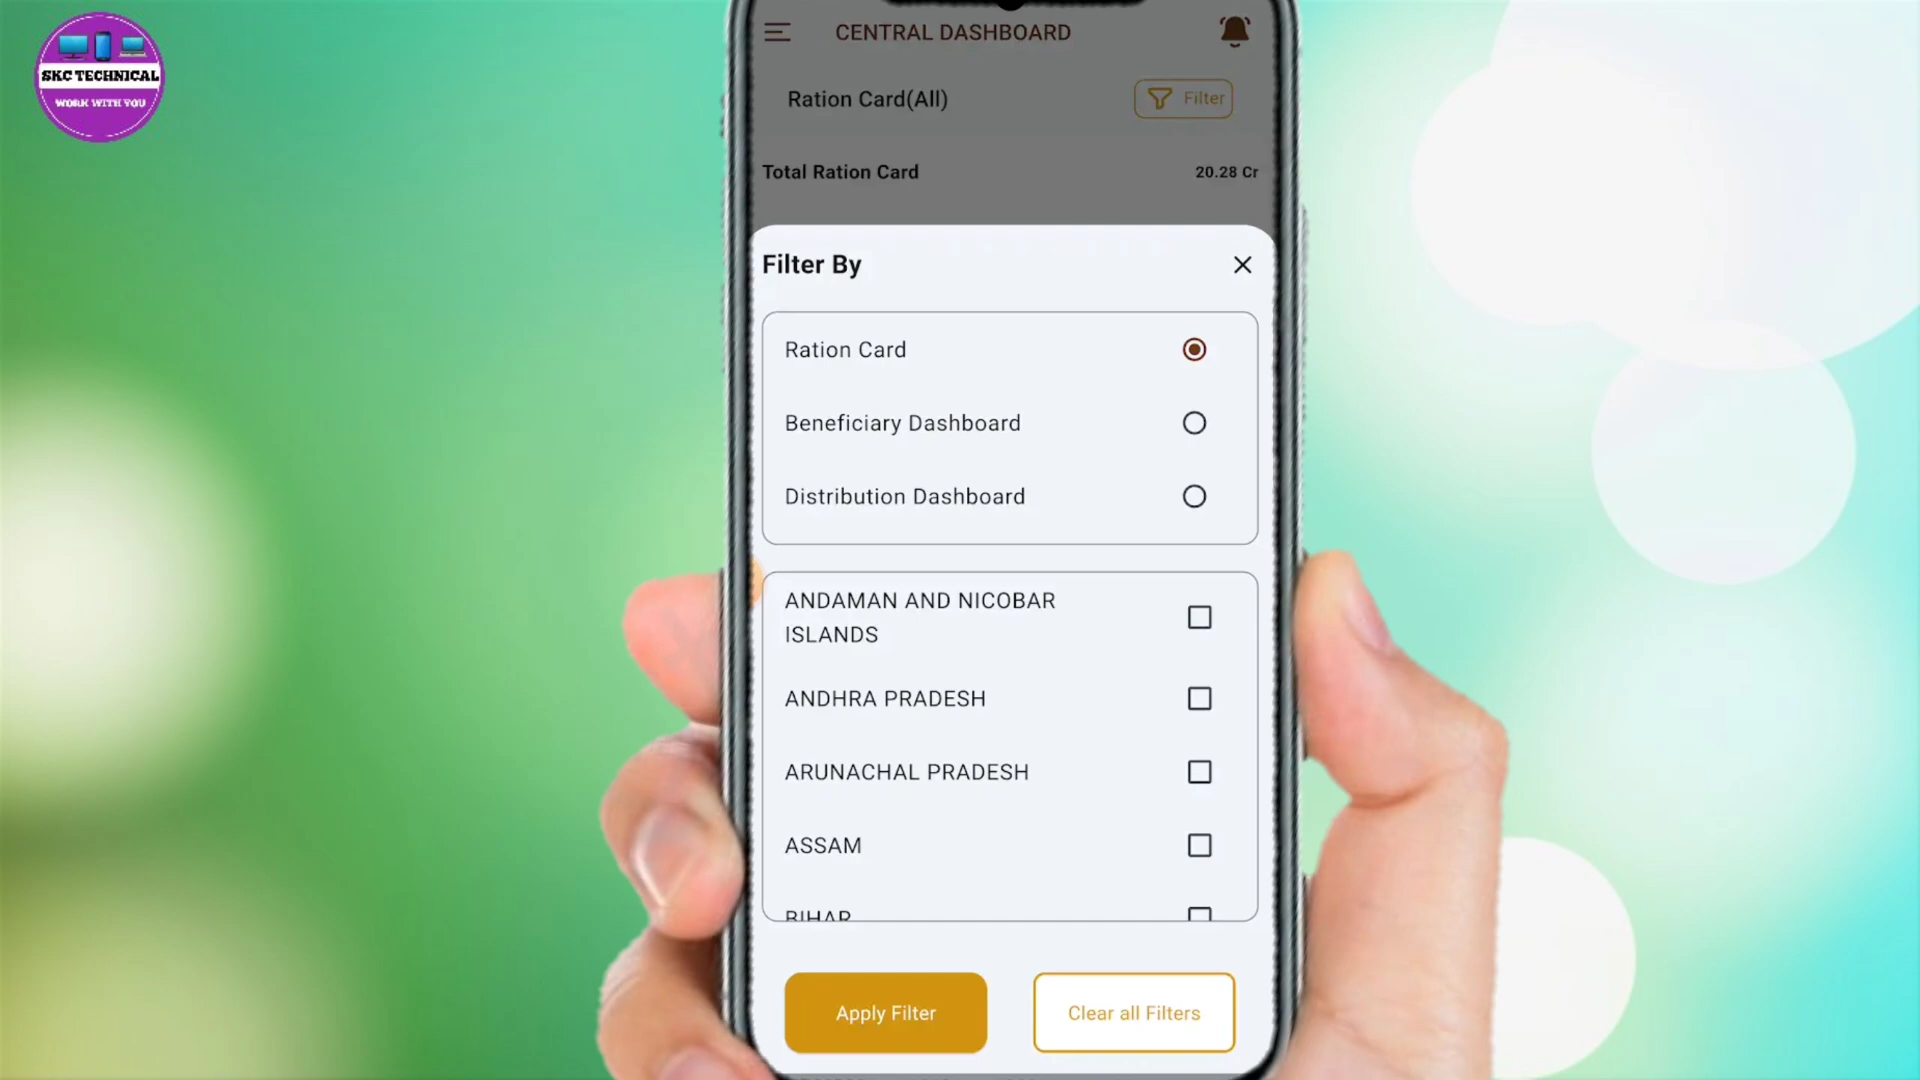 SKC TECHNICAL
WORK WITH YOU
CENTRAL DASHBOARD
Ration Card(All)
Filter
Total Ration Card
20.28 Cr
Filter By
Ration Card
Beneficiary Dashboard
Distribution Dashboard
ANDAMAN AND NICOBAR
ISLANDS
ANDHRA PRADESH
ARUNACHAL PRADESH
ASSAM
BIHAR
Apply Filter
Clear all Filters